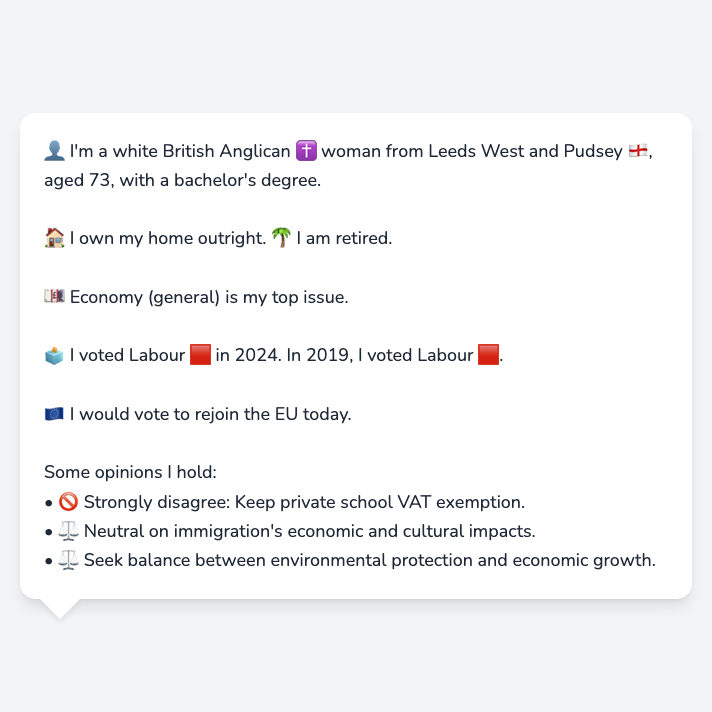 👤 I'm a white British Anglican ✝️ woman from Leeds West and Pudsey 🏴󠁧󠁢󠁥󠁮󠁧󠁿,
aged 73, with a bachelor's degree.
🏠 I own my home outright. 🌴 I am retired.
💷 Economy (general) is my top issue.
🗳️ I voted Labour 🟥 in 2024. In 2019, I voted Labour 🟥.
🇪🇺 I would vote to rejoin the EU today.
Some opinions I hold:
• 🚫 Strongly disagree: Keep private school VAT exemption.
• ⚖️ Neutral on immigration's economic and cultural impacts.
• ⚖️ Seek balance between environmental protection and economic growth.